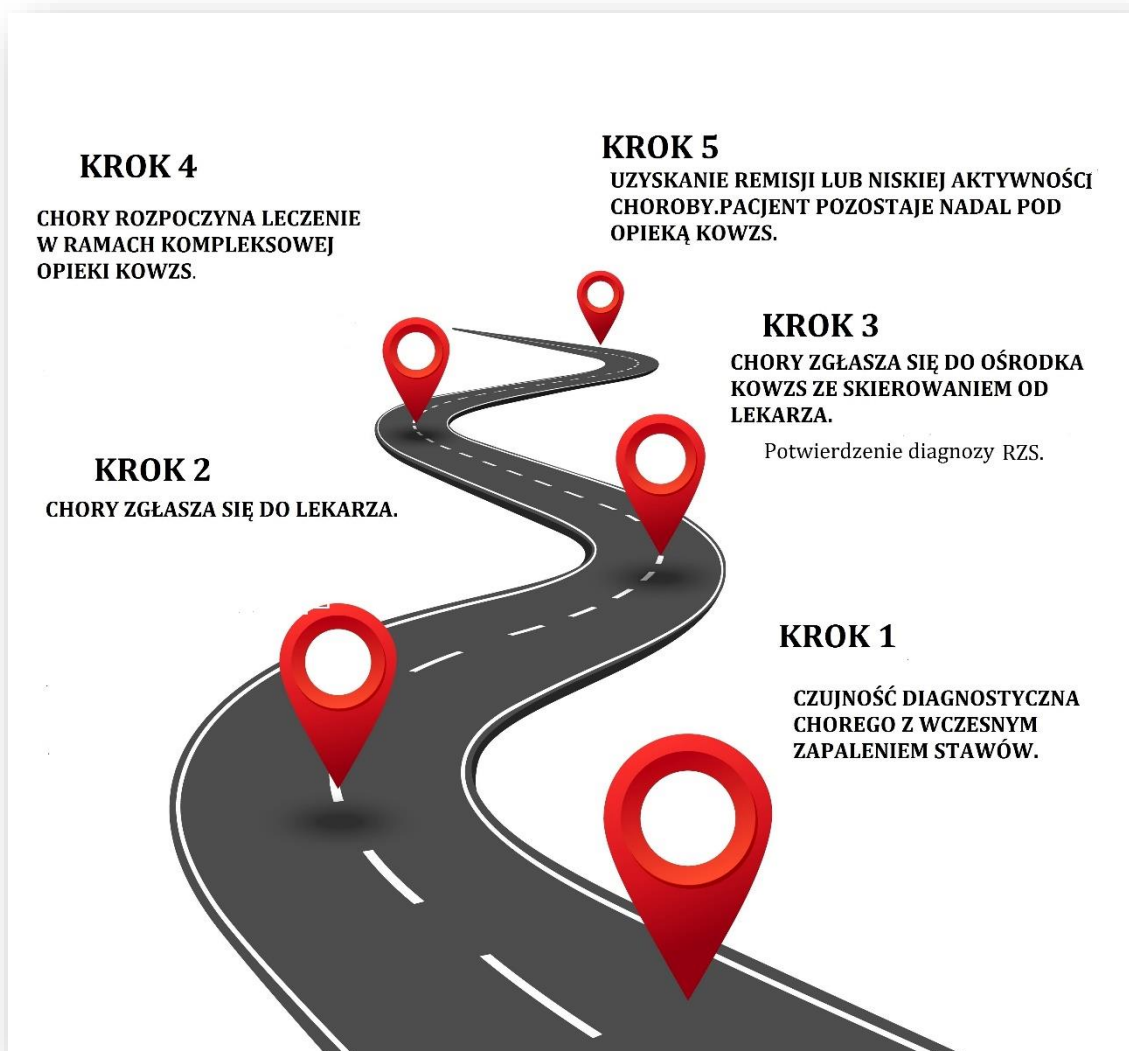 KROK 4
CHORY ROZPOCZYNA LECZENIE
W RAMACH KOMPLEKSOWEJ
OPIEKI KOWZS.
KROK 5
UZYSKANIE REMISJI LUB NISKIEJ AKTYWNOŚCI
CHOROBY.PACJENT POZOSTAJE NADAL POD
OPIEKĄ KOWZS.
KROK 3
CHORY ZGŁASZA SIĘ DO OŚRODKA
KOWZS ZE SKIEROWANIEM OD
LEKARZA.
Potwierdzenie diagnozy RZS.
KROK 2
CHORY ZGŁASZA SIĘ DO LEKARZA.
KROK 1
CZUJNOŚĆ DIAGNOSTYCZNA
CHOREGO Z WCZESNYM
ZAPALENIEM STAWÓW.